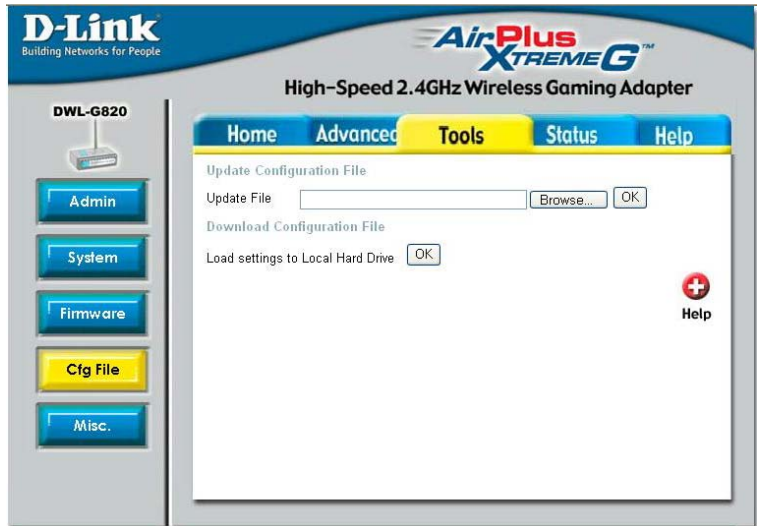 D-Link
Building Networks for People
AirPlus
XTREME G™
High-Speed 2.4GHz Wireless Gaming Adapter
DWL-G820
Home Advanced Tools Status Help
Admin
System
Firmware
Cfg File
Misc.
Update Configuration File
Update File Browse... OK
Download Configuration File
Load settings to Local Hard Drive OK
Help